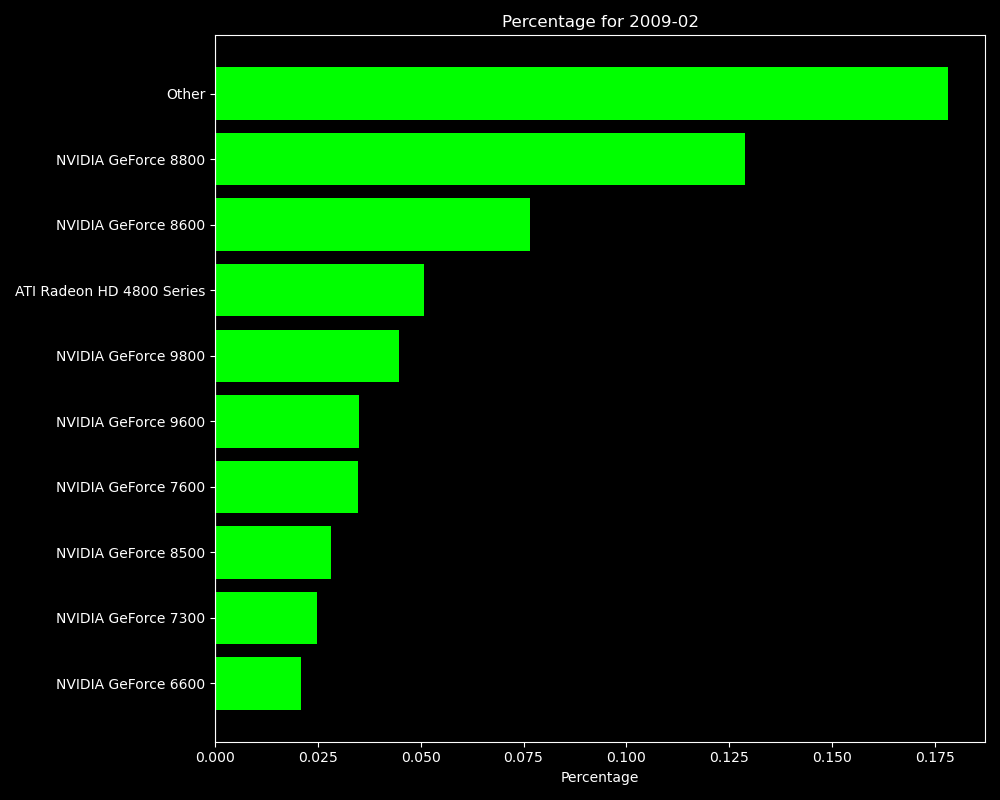 Percentage for 2009-02
Other
NVIDIA GeForce 8800
NVIDIA GeForce 8600
ATI Radeon HD 4800 Series
NVIDIA GeForce 9800
NVIDIA GeForce 9600
NVIDIA GeForce 7600
NVIDIA GeForce 8500
NVIDIA GeForce 7300
NVIDIA GeForce 6600
0.000 0.025 0.050 0.075 0.100 0.125 0.150 0.175
Percentage